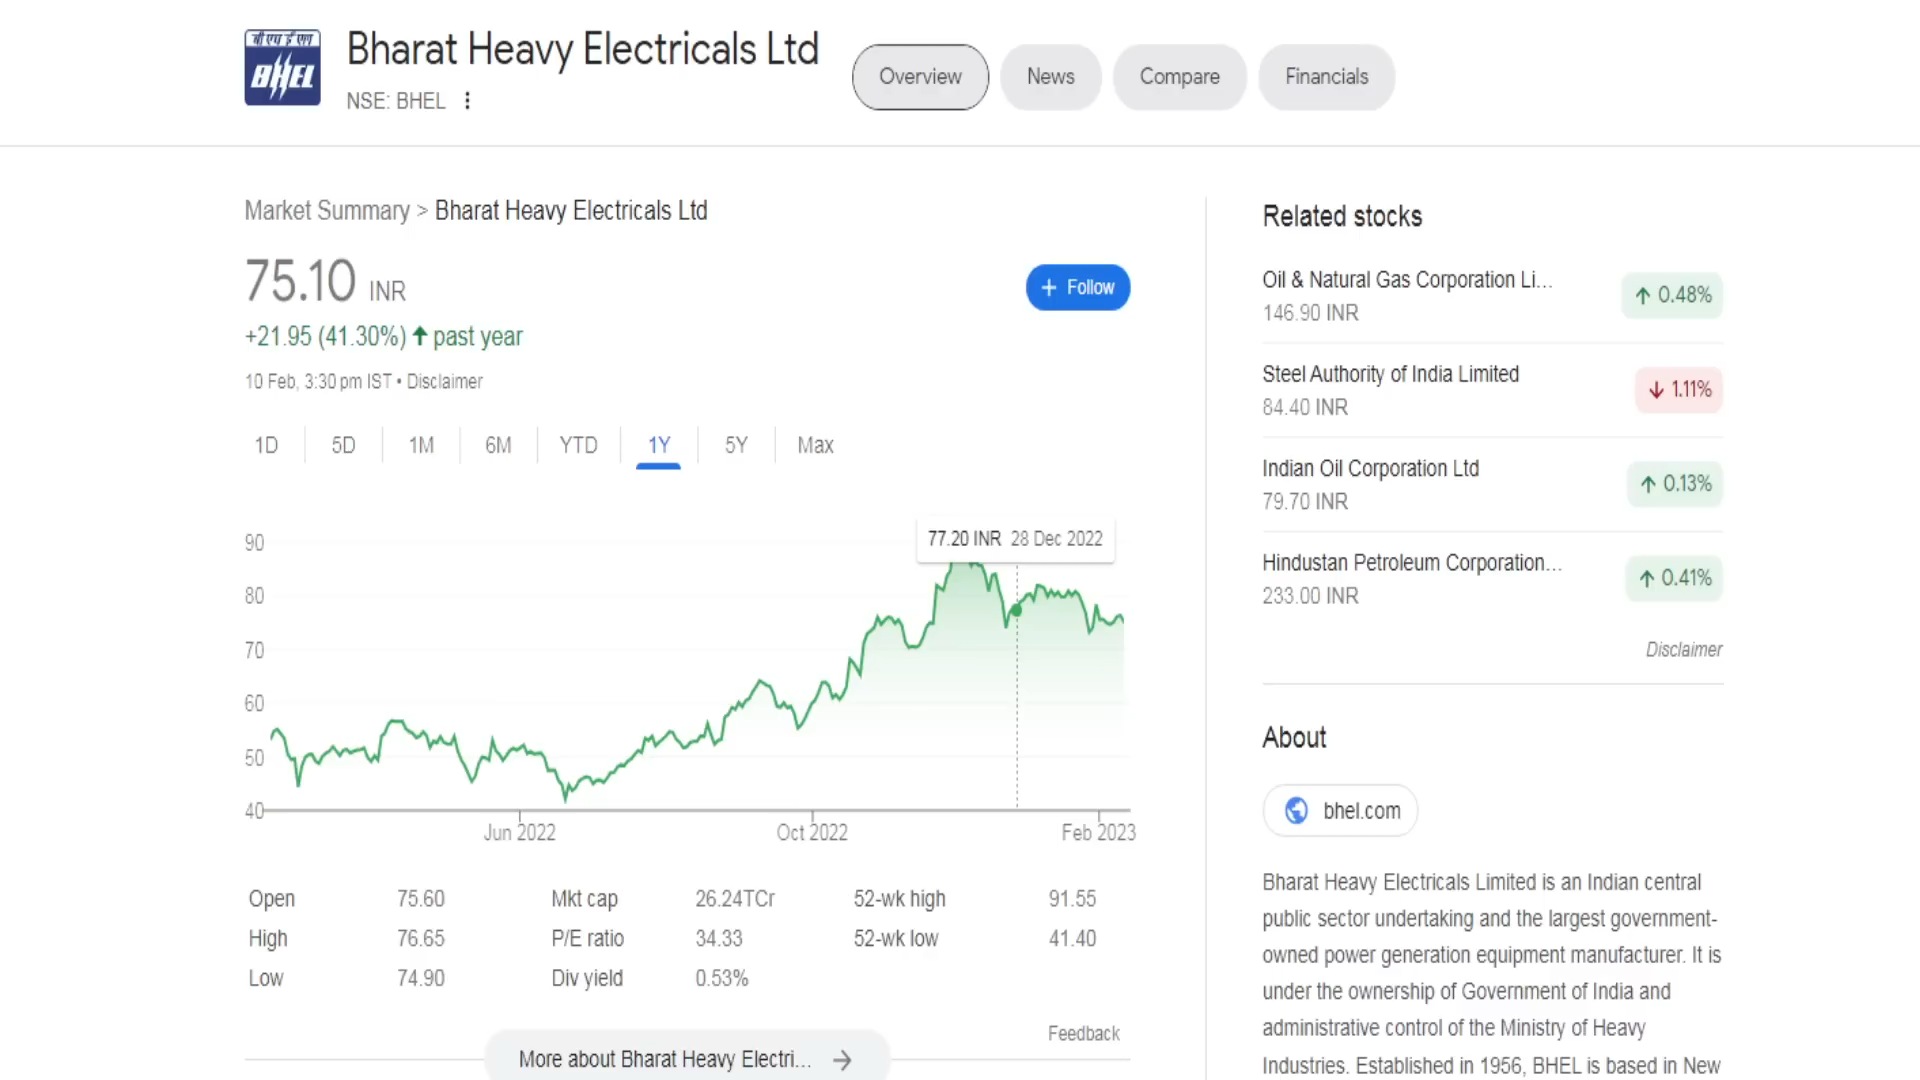 बी एच ई एल
BHEL
Bharat Heavy Electricals Ltd
NSE: BHEL
Overview
News
Compare
Financials
Market Summary > Bharat Heavy Electricals Ltd
75.10 INR
+ Follow
+21.95 (41.30%) ↑ past year
10 Feb, 3:30 pm IST • Disclaimer
1D
5D
1M
6M
YTD
1Y
5Y
Max
77.20 INR 28 Dec 2022
90
80
70
60
50
40
Jun 2022
Oct 2022
Feb 2023
Open 75.60 Mkt cap 26.24TCr 52-wk high 91.55
High 76.65 P/E ratio 34.33 52-wk low 41.40
Low 74.90 Div yield 0.53%
Feedback
More about Bharat Heavy Electri... →
Related stocks
Oil & Natural Gas Corporation Li...
146.90 INR
↑ 0.48%
Steel Authority of India Limited
84.40 INR
↓ 1.11%
Indian Oil Corporation Ltd
79.70 INR
↑ 0.13%
Hindustan Petroleum Corporation...
233.00 INR
↑ 0.41%
Disclaimer
About
bhel.com
Bharat Heavy Electricals Limited is an Indian central
public sector undertaking and the largest government-
owned power generation equipment manufacturer. It is
under the ownership of Government of India and
administrative control of the Ministry of Heavy
Industries. Established in 1956, BHEL is based in New